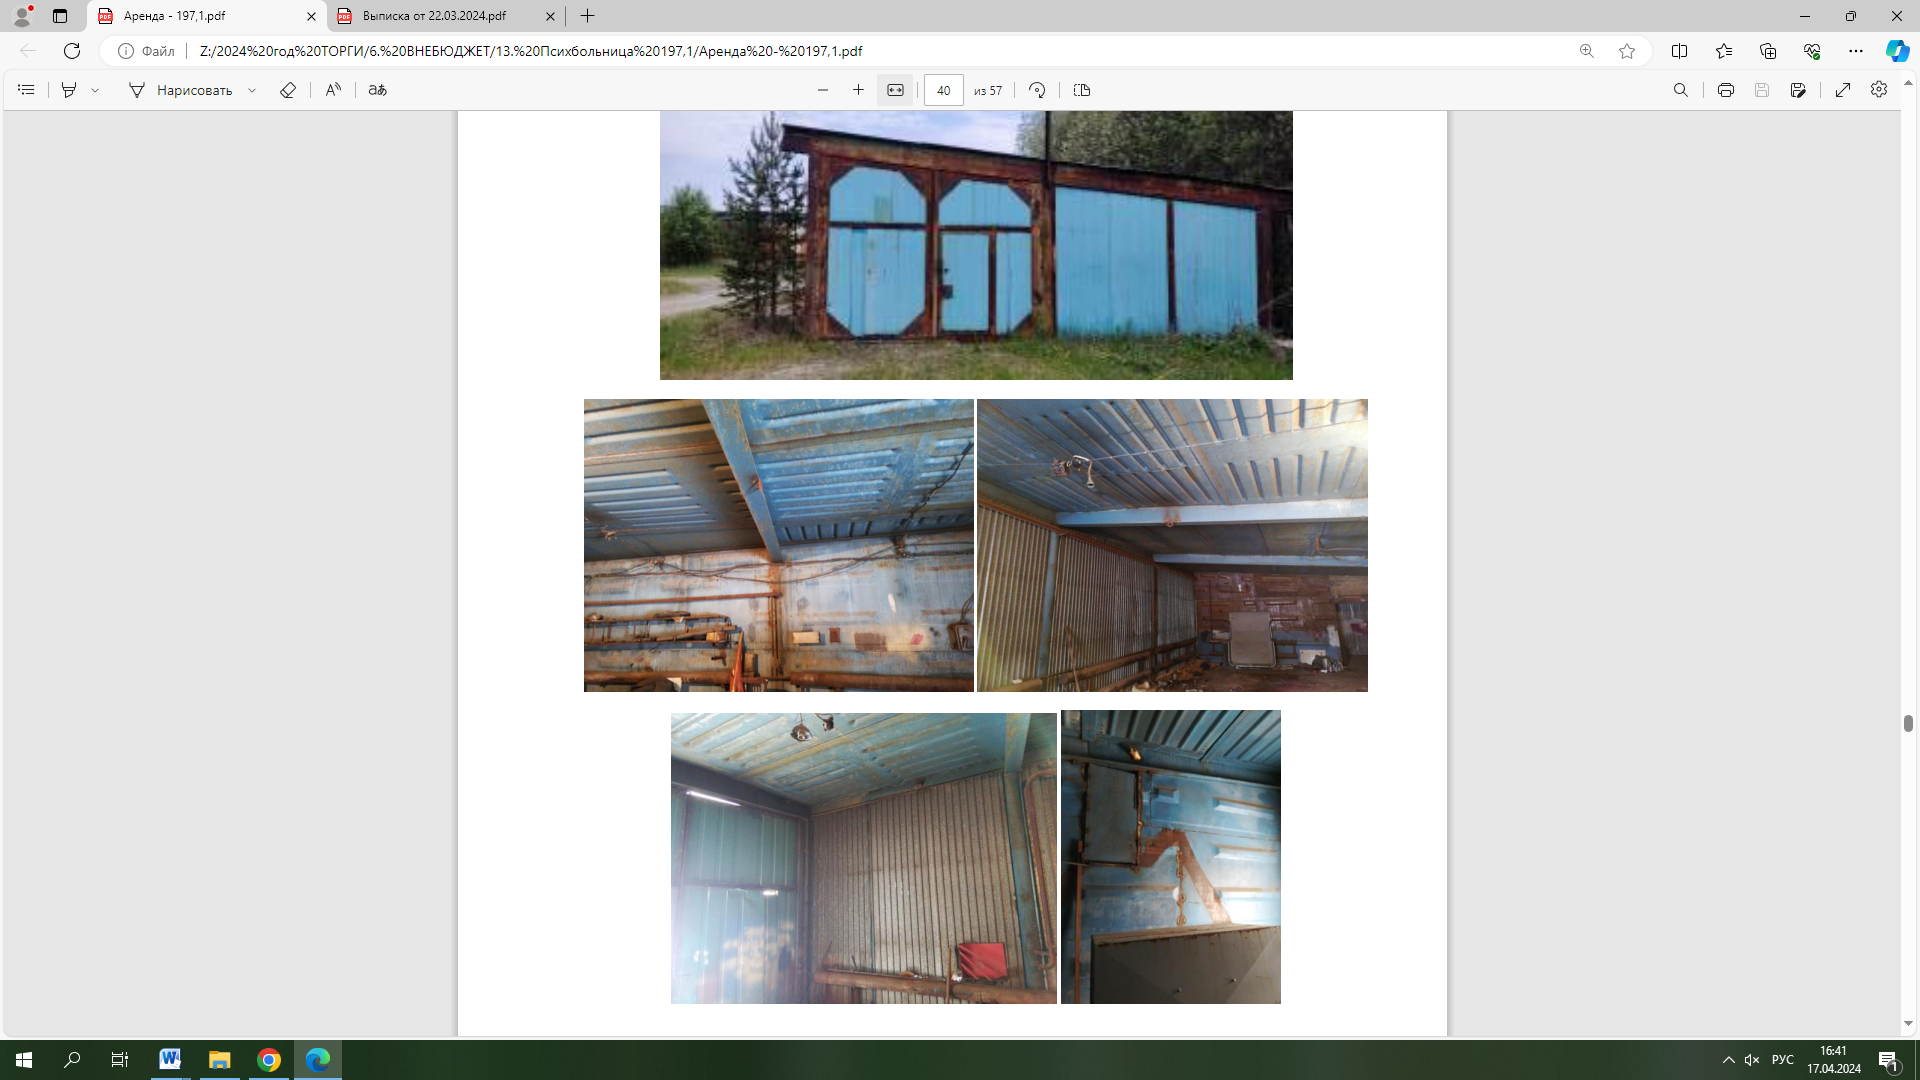 Аренда - 197,1.pdf
Выписка от 22.03.2024.pdf
Файл
Z:/2024%20год%20ТОРГИ/6.%20ВНЕБЮДЖЕТ/13.%20Психбольница%20197,1/Аренда%20-%20197,1.pdf
Нарисовать
40
из 57
РУС
16:41
17.04.2024
1